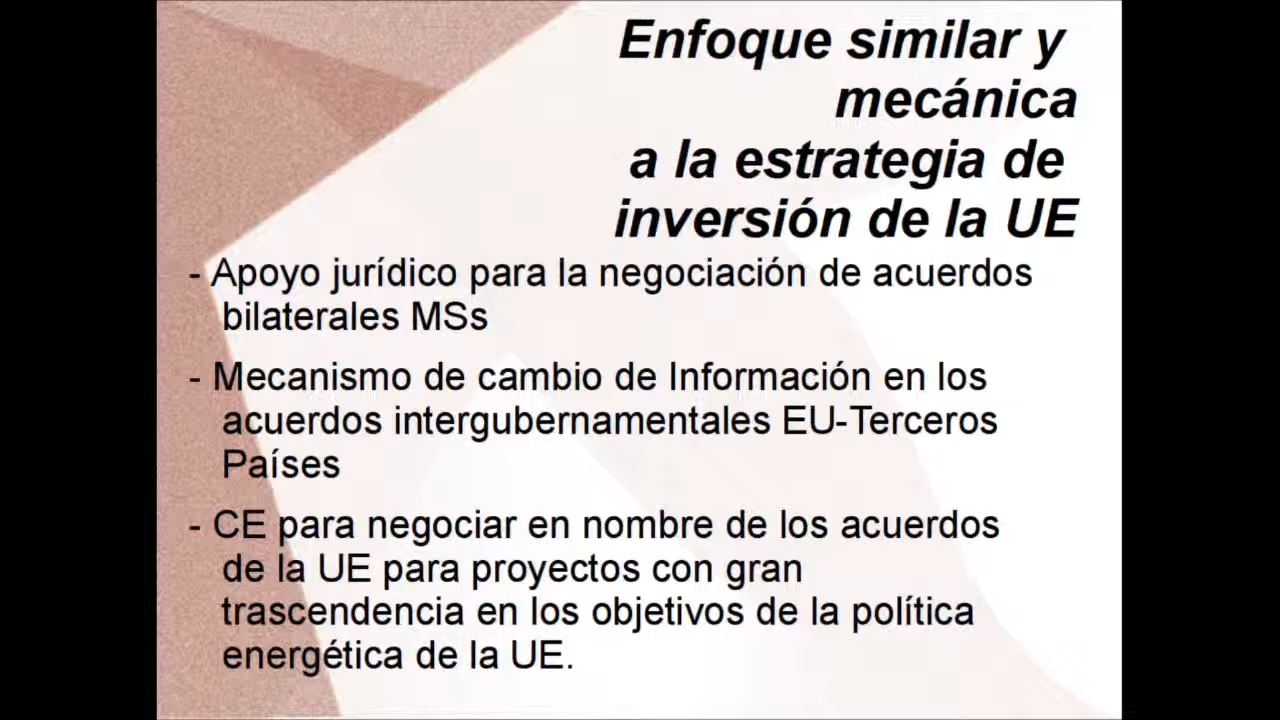 Enfoque similar y
mecánica
a la estrategia de
inversión de la UE
- Apoyo jurídico para la negociación de acuerdos
bilaterales MSs
- Mecanismo de cambio de Información en los
acuerdos intergubernamentales EU-Terceros
Países
- CE para negociar en nombre de los acuerdos
de la UE para proyectos con gran
trascendencia en los objetivos de la política
energética de la UE.